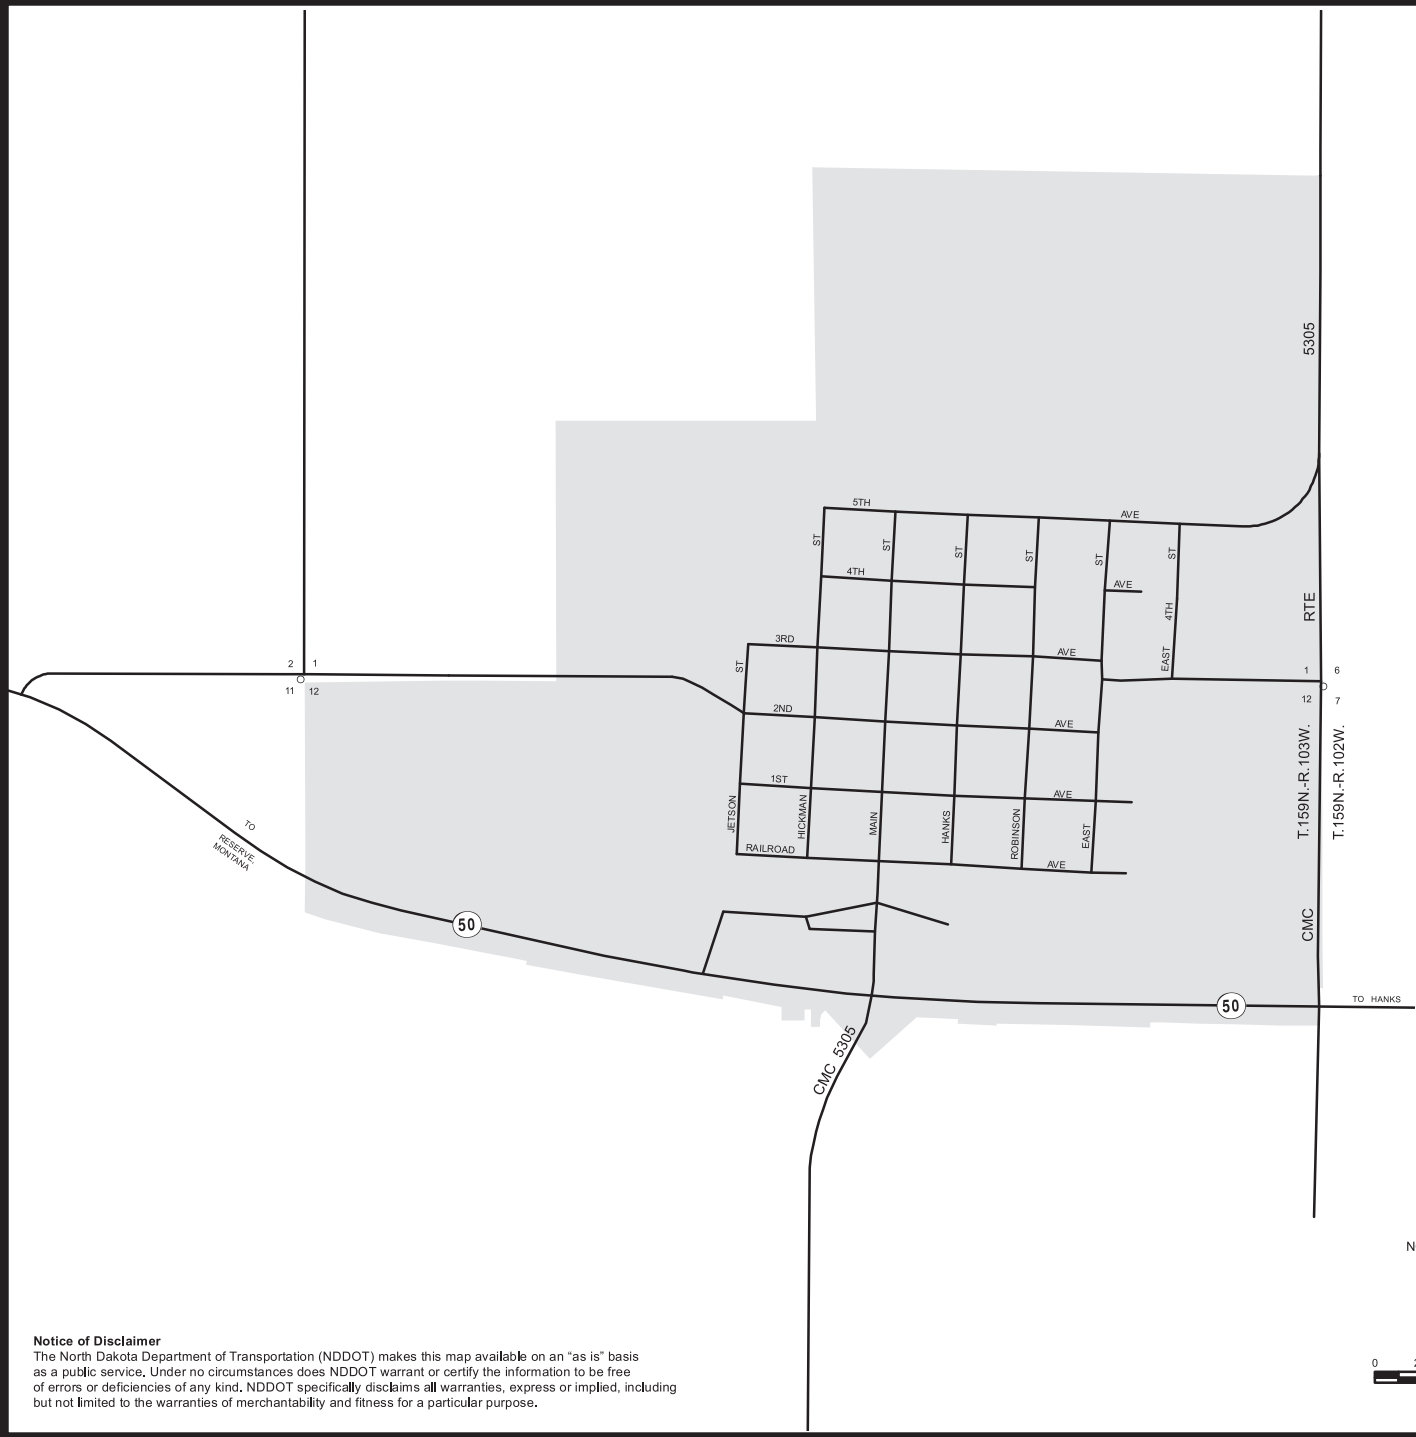 5305
5TH
AVE
ST
ST
ST
ST
ST
ST
4TH
AVE
4TH
RTE
3RD
AVE
EAST
ST
2
1
11
12
1
6
12
7
2ND
AVE
T.159N.-R.103W.
T.159N.-R.102W.
1ST
AVE
JETSON
HICKMAN
MAIN
HANKS
ROBINSON
EAST
TO
RESERVE,
MONTANA
RAILROAD
AVE
50
CMC
50
TO HANKS
CMC 5305
Notice of Disclaimer
The North Dakota Department of Transportation (NDDOT) makes this map available on an “as is” basis
as a public service. Under no circumstances does NDDOT warrant or certify the information to be free
of errors or deficiencies of any kind. NDDOT specifically disclaims all warranties, express or implied, including
but not limited to the warranties of merchantability and fitness for a particular purpose.
0